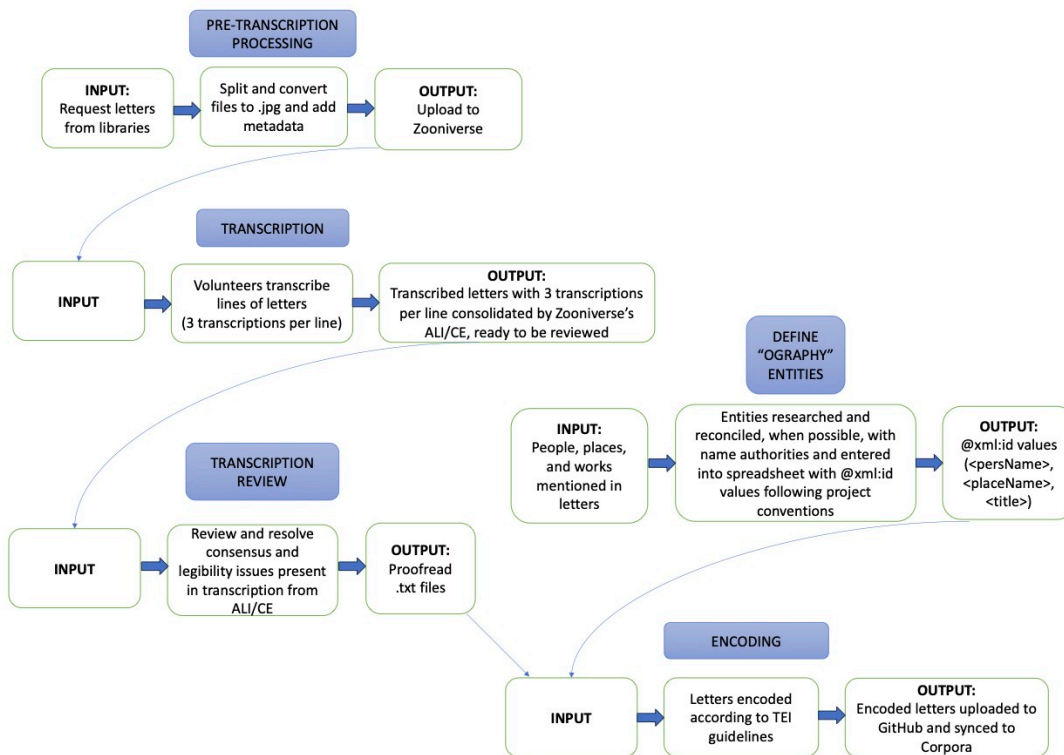 PRE-TRANSCRIPTION
PROCESSING
INPUT:
Request letters
from libraries
Split and convert
files to .jpg and add
metadata
OUTPUT:
Upload to
Zooniverse
TRANSCRIPTION
INPUT
Volunteers transcribe
lines of letters
(3 transcriptions per line)
OUTPUT:
Transcribed letters with 3 transcriptions
per line consolidated by Zooniverse’s
ALI/CE, ready to be reviewed
DEFINE
“OGRAPHY”
ENTITIES
INPUT:
People, places,
and works
mentioned in
letters
Entities researched and
reconciled, when possible, with
name authorities and entered
into spreadsheet with @xml:id
values following project
conventions
OUTPUT:
@xml:id values
(<persName>,
<placeName>,
<title>)
TRANSCRIPTION
REVIEW
INPUT
Review and resolve
consensus and
legibility issues present
in transcription from
ALI/CE
OUTPUT:
Proofread
.txt files
ENCODING
INPUT
Letters encoded
according to TEI
guidelines
OUTPUT:
Encoded letters uploaded to
GitHub and synced to
Corpora